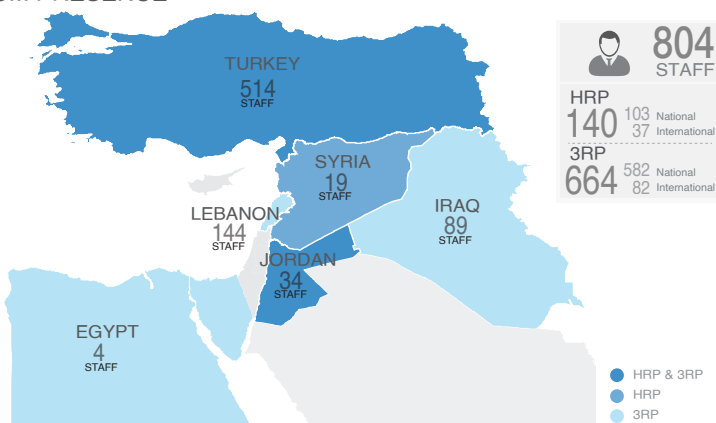 TURKEY
514
STAFF
SYRIA
19
STAFF
LEBANON
144
STAFF
IRAQ
89
STAFF
JORDAN
34
STAFF
EGYPT
4
STAFF
804
STAFF
HRP
140
103 National
37 International
3RP
664
582 National
82 International
HRP & 3RP
HRP
3RP